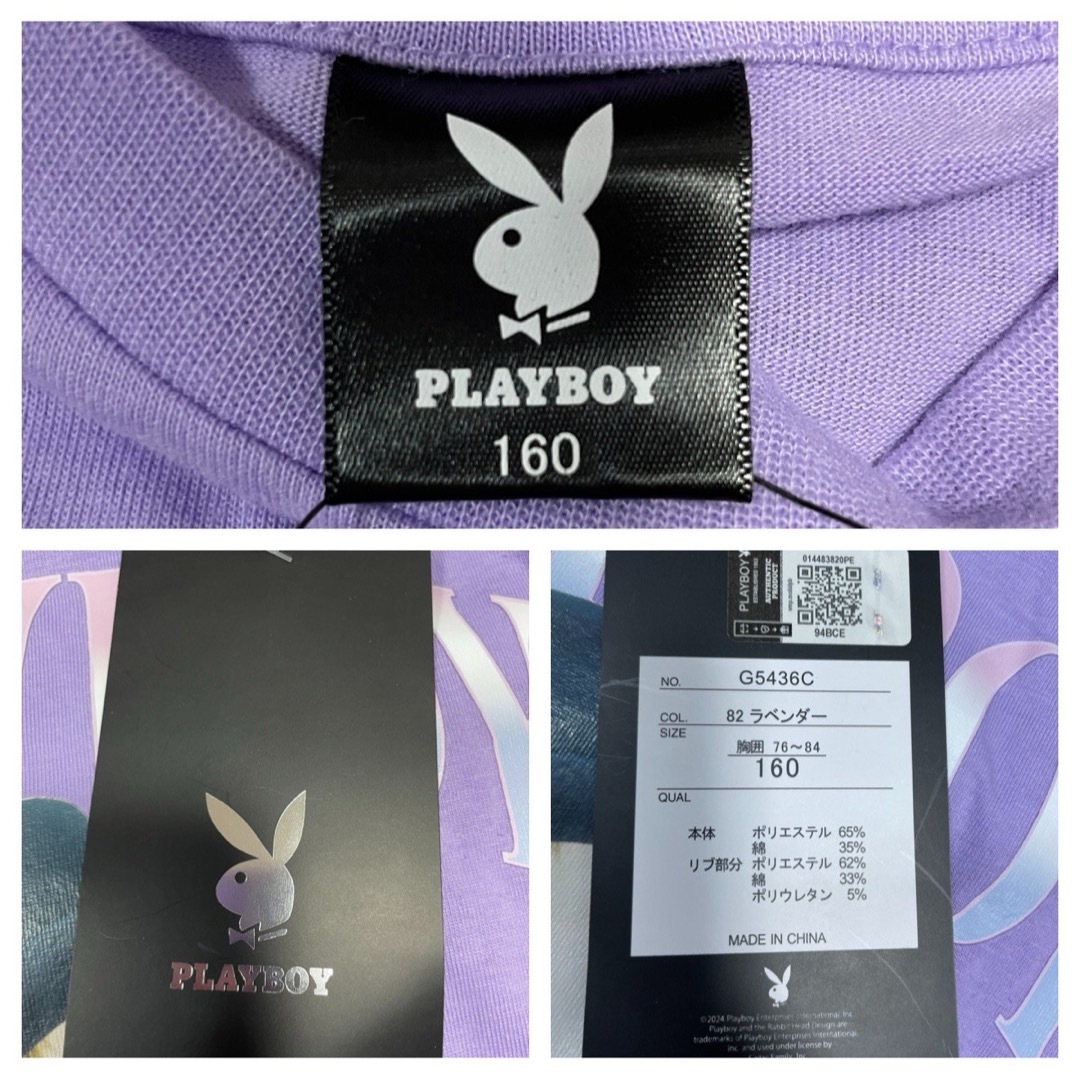 PLAYBOY
160
PLAYBOY
PLAYBOY
AUTHENTIC
PRODUCT
014483820PE
94BCE
NO. G5436C
COL. 82 ラベンダー
SIZE
胸囲 76～84
160
QUAL
本体 ポリエステル 65%
綿 35%
リブ部分 ポリエステル 62%
綿 33%
ポリウレタン 5%
MADE IN CHINA
©2024 Playboy Enterprises International, Inc.
Playboy and the Rabbit Head Design are
trademarks of Playboy Enterprises International,
Inc. and used under license by